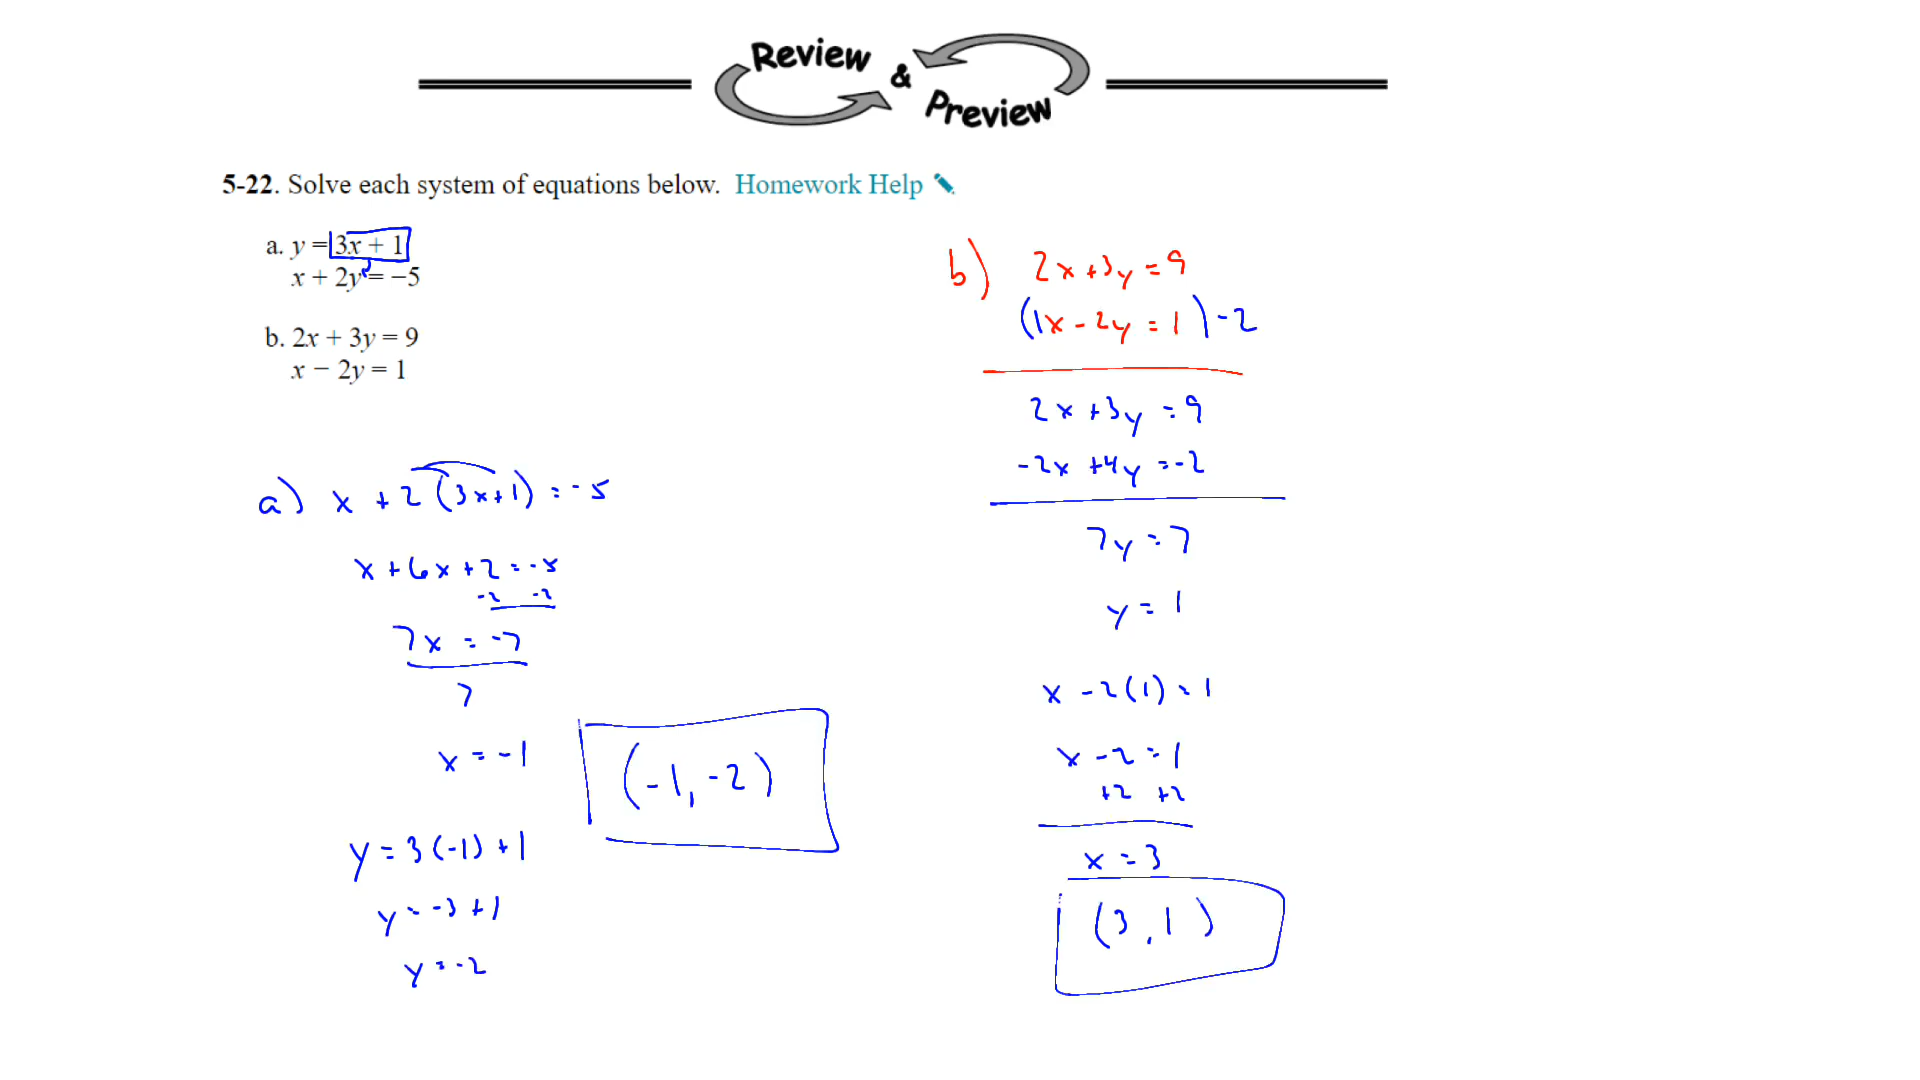 Review
&
Preview
5-22. Solve each system of equations below. Homework Help
a. y = 3x + 1
x + 2y = −5
b. 2x + 3y = 9
x − 2y = 1
a) x + 2(3x+1) = -5
x + 6x + 2 = -5
-2 -2
7x = -7
7
x = -1
y = 3(-1) + 1
y = -3 + 1
y = -2
(-1, -2)
b) 2x + 3y = 9
(1x - 2y = 1) -2
2x + 3y = 9
-2x + 4y = -2
7y = 7
y = 1
x - 2(1) = 1
x - 2 = 1
+2 +2
x = 3
(3, 1)